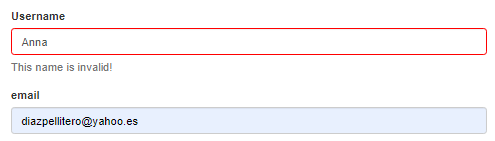 Username
Anna
This name is invalid!
email
diazpellitero@yahoo.es